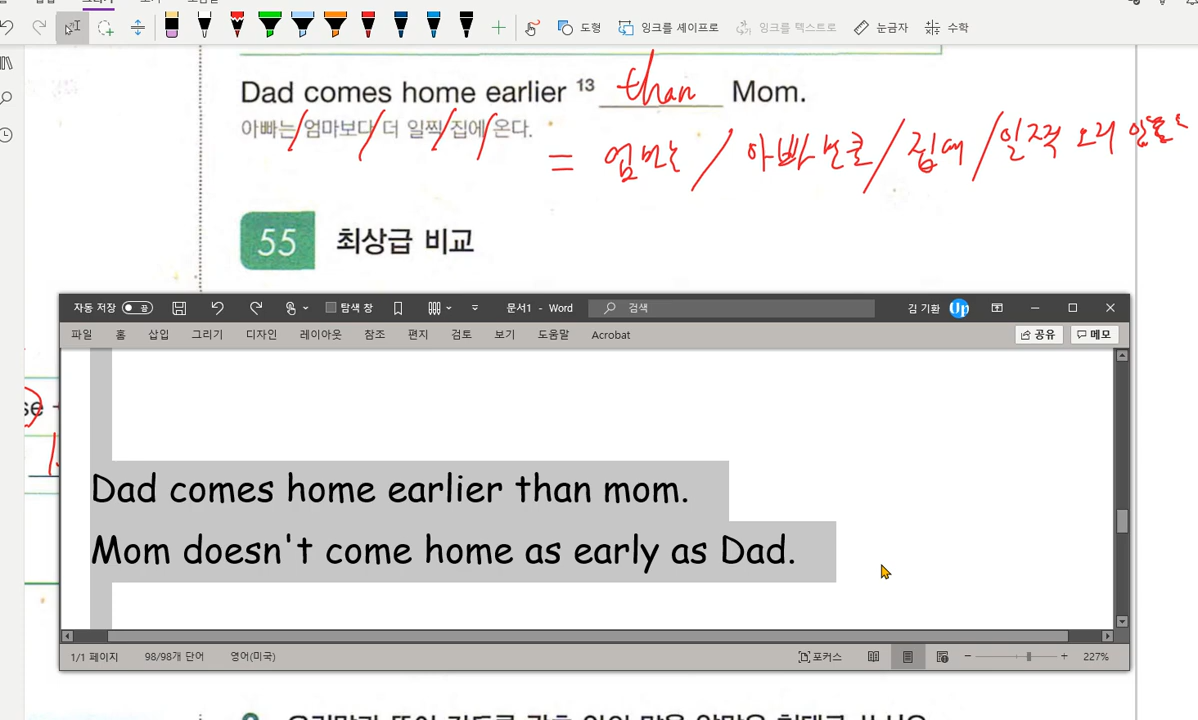 도형 잉크를 셰이프로 잉크를 텍스트로 눈금자 수학
Dad comes home earlier 13 than Mom.
아빠는/엄마보다/더 일찍/집에/온다.
= 엄마는 / 아빠만큼 / 집에 / 일찍 오지 않는다
55 최상급 비교
자동 저장 끔 탐색 창 문서1 - Word 검색 김 기환 Up
파일 홈 삽입 그리기 디자인 레이아웃 참조 편지 검토 보기 도움말 Acrobat 공유 메모
se
Dad comes home earlier than mom.
Mom doesn't come home as early as Dad.
1/1 페이지 98/98개 단어 영어(미국) 포커스 227%